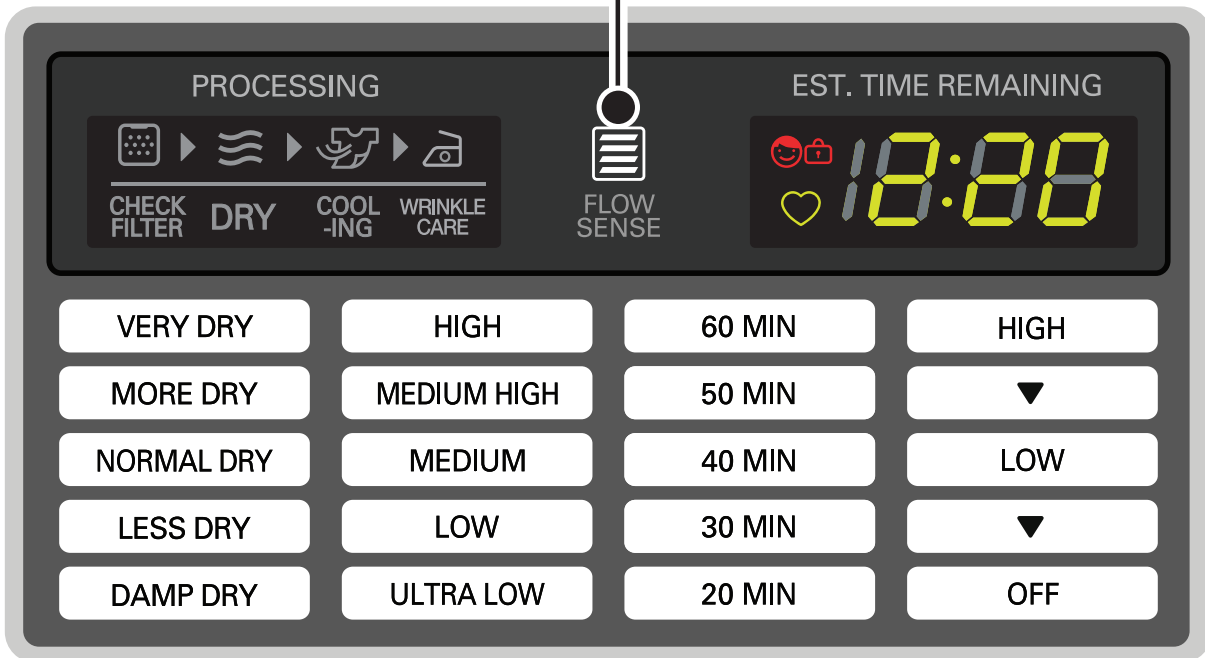 PROCESSING
CHECK
FILTER
DRY
COOL
-ING
WRINKLE
CARE
FLOW
SENSE
EST. TIME REMAINING
2:20
VERY DRY
HIGH
60 MIN
HIGH
MORE DRY
MEDIUM HIGH
50 MIN
▼
NORMAL DRY
MEDIUM
40 MIN
LOW
LESS DRY
LOW
30 MIN
▼
DAMP DRY
ULTRA LOW
20 MIN
OFF